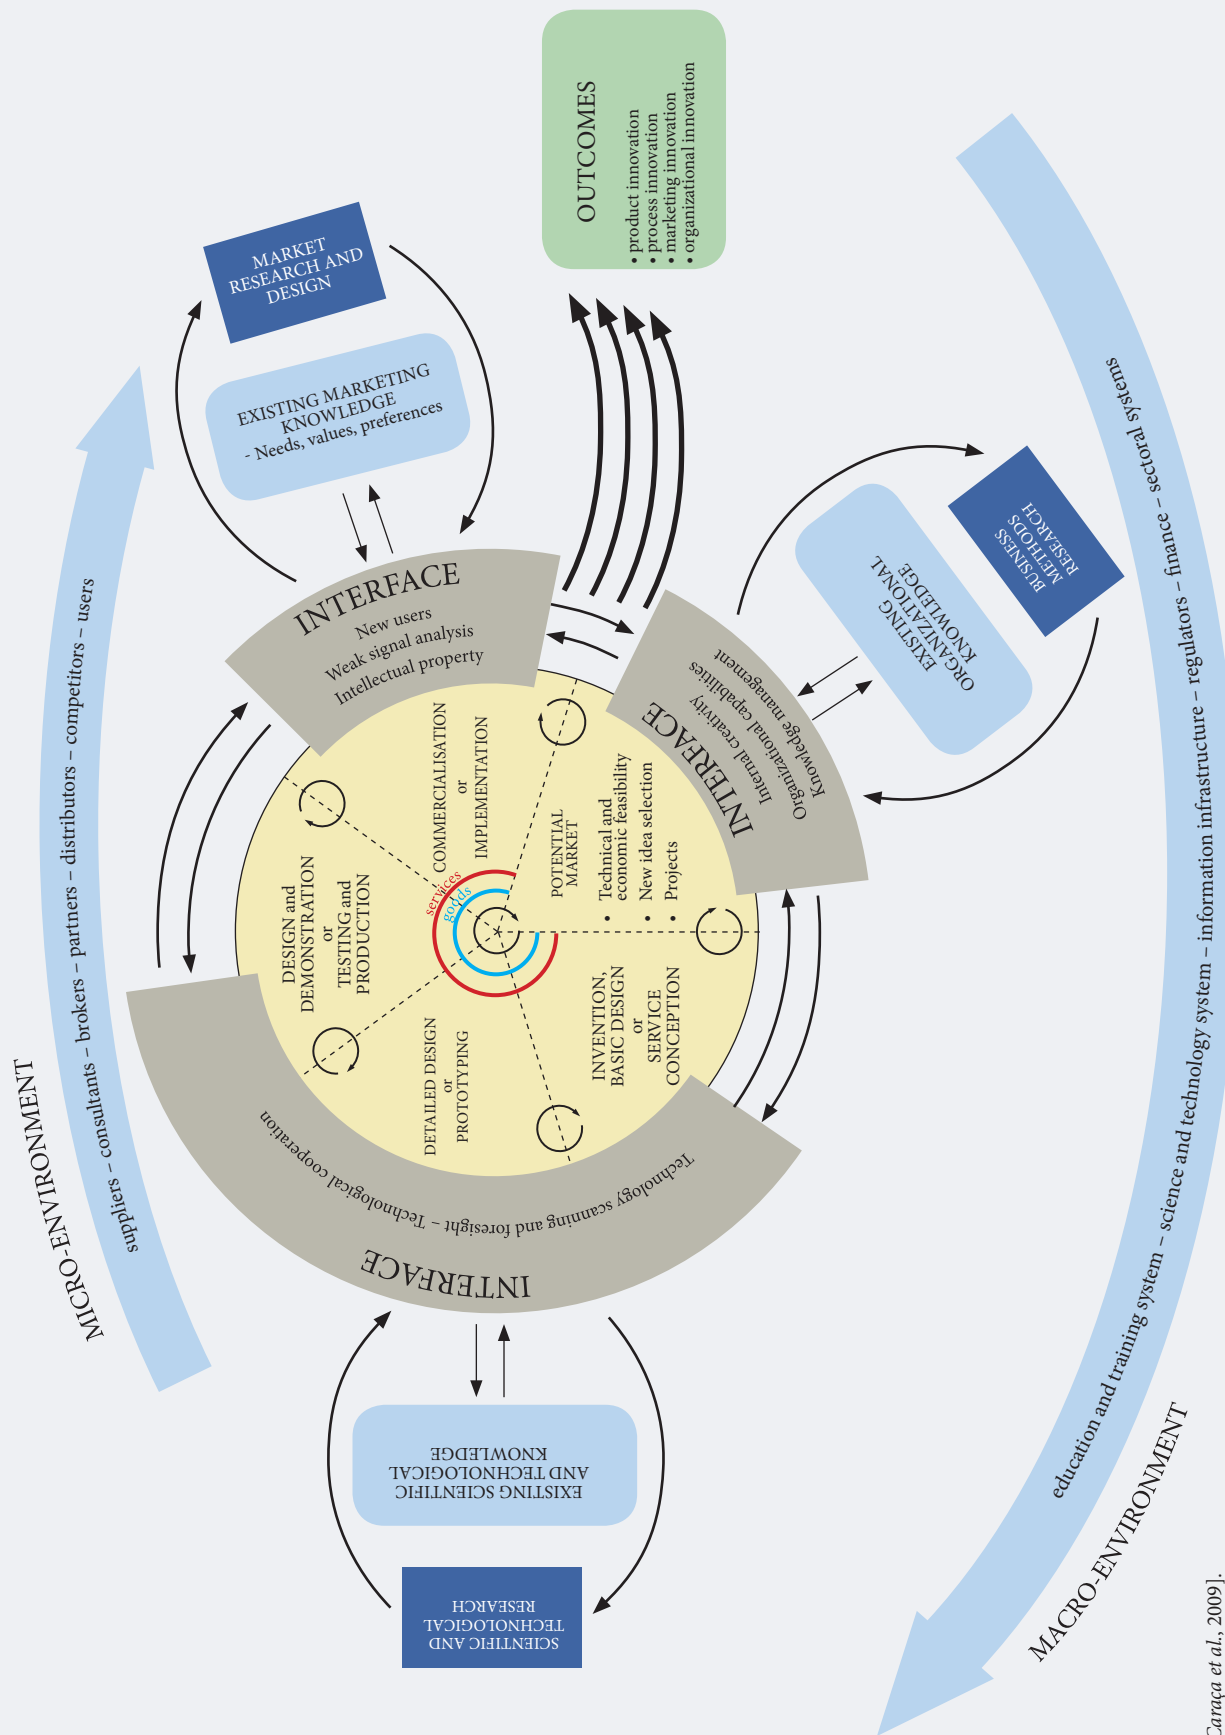 MICRO-ENVIRONMENT
suppliers – consultants – brokers – partners – distributors – competitors – users
MARKET
RESEARCH AND
DESIGN
EXISTING MARKETING
KNOWLEDGE
- Needs, values, preferences
INTERFACE
New users
Weak signal analysis
Intellectual property
OUTCOMES
• product innovation
• process innovation
• marketing innovation
• organizational innovation
DESIGN and
DEMONSTRATION
or
TESTING and
PRODUCTION
COMMERCIALISATION
or
IMPLEMENTATION
services
goods
POTENTIAL
MARKET
• Technical and
economic feasibility
• New idea selection
• Projects
DETAILED DESIGN
or
PROTOTYPING
INVENTION,
BASIC DESIGN
or
SERVICE
CONCEPTION
INTERFACE
Internal creativity
Organizational capabilities
Knowledge management
EXISTING
ORGANIZATIONAL
KNOWLEDGE
BUSINESS
METHODS
RESEARCH
Technology scanning and foresight – Technological cooperation
INTERFACE
EXISTING SCIENTIFIC
AND TECHNOLOGICAL
KNOWLEDGE
SCIENTIFIC AND
TECHNOLOGICAL
RESEARCH
education and training system – science and technology system – information infrastructure – regulators – finance – sectoral systems
MACRO-ENVIRONMENT
Caraça et al., 2009].